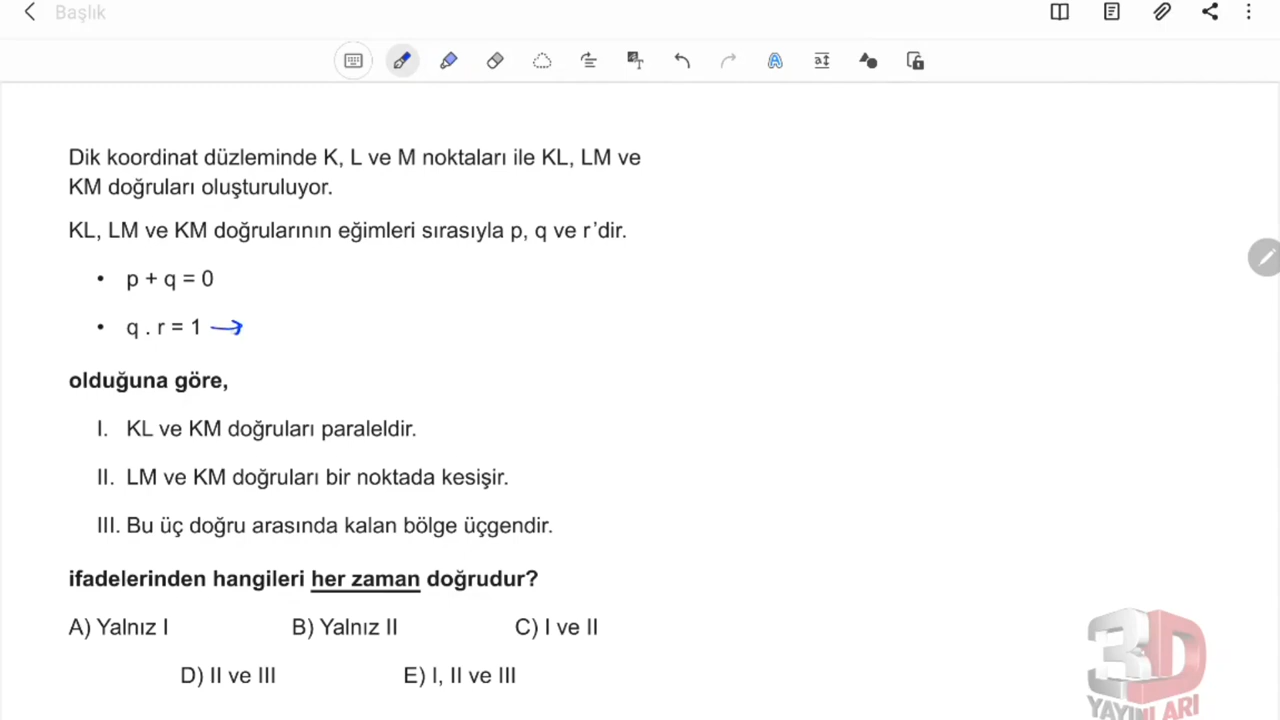 Başlık
Dik koordinat düzleminde K, L ve M noktaları ile KL, LM ve
KM doğruları oluşturuluyor.
KL, LM ve KM doğrularının eğimleri sırasıyla p, q ve r’dir.
• p + q = 0
• q . r = 1 →
olduğuna göre,
I. KL ve KM doğruları paraleldir.
II. LM ve KM doğruları bir noktada kesişir.
III. Bu üç doğru arasında kalan bölge üçgendir.
ifadelerinden hangileri her zaman doğrudur?
A) Yalnız I B) Yalnız II C) I ve II
D) II ve III E) I, II ve III
3D
YAYINLARI